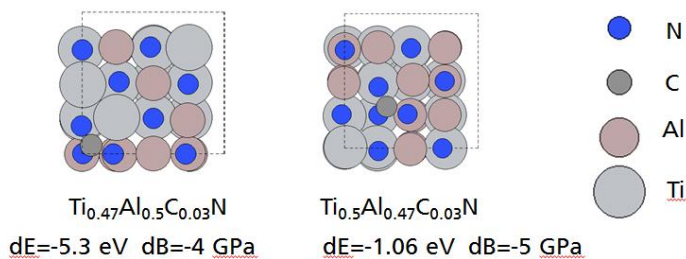 N
C
Al
Ti
Ti0.47Al0.5C0.03N
Ti0.5Al0.47C0.03N
dE=-5.3 eV dB=-4 GPa
dE=-1.06 eV dB=-5 GPa